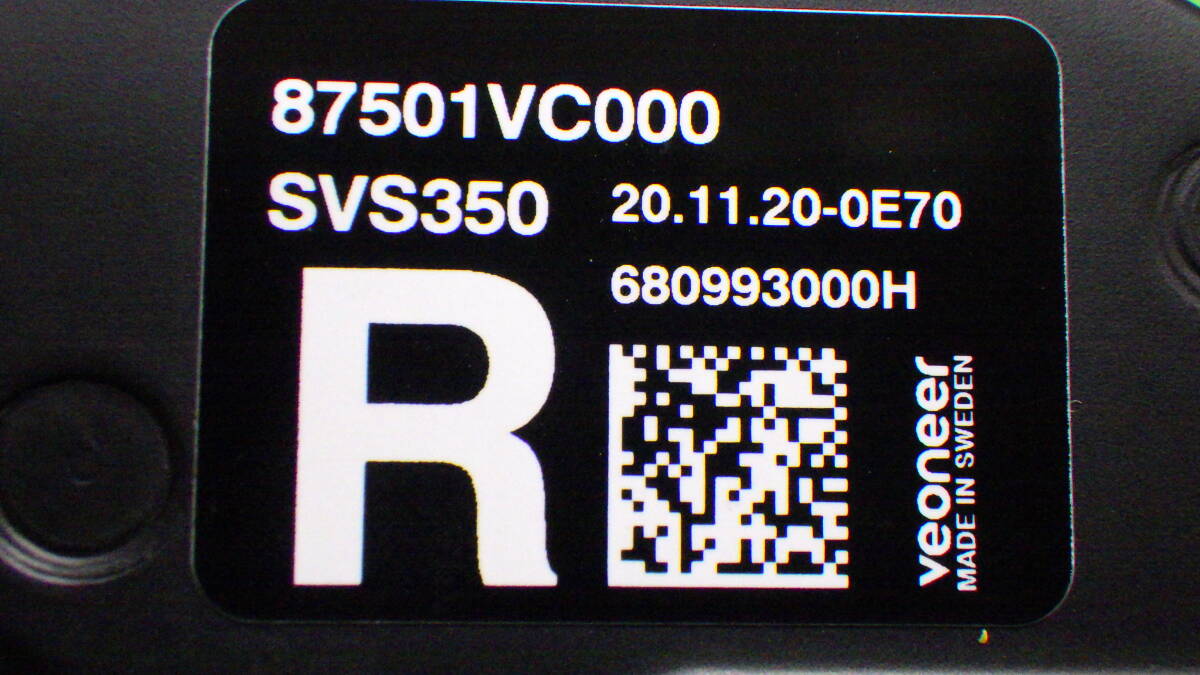 87501VC000
SVS350
20.11.20-0E70
680993000H
R
veoneer
MADE IN SWEDEN